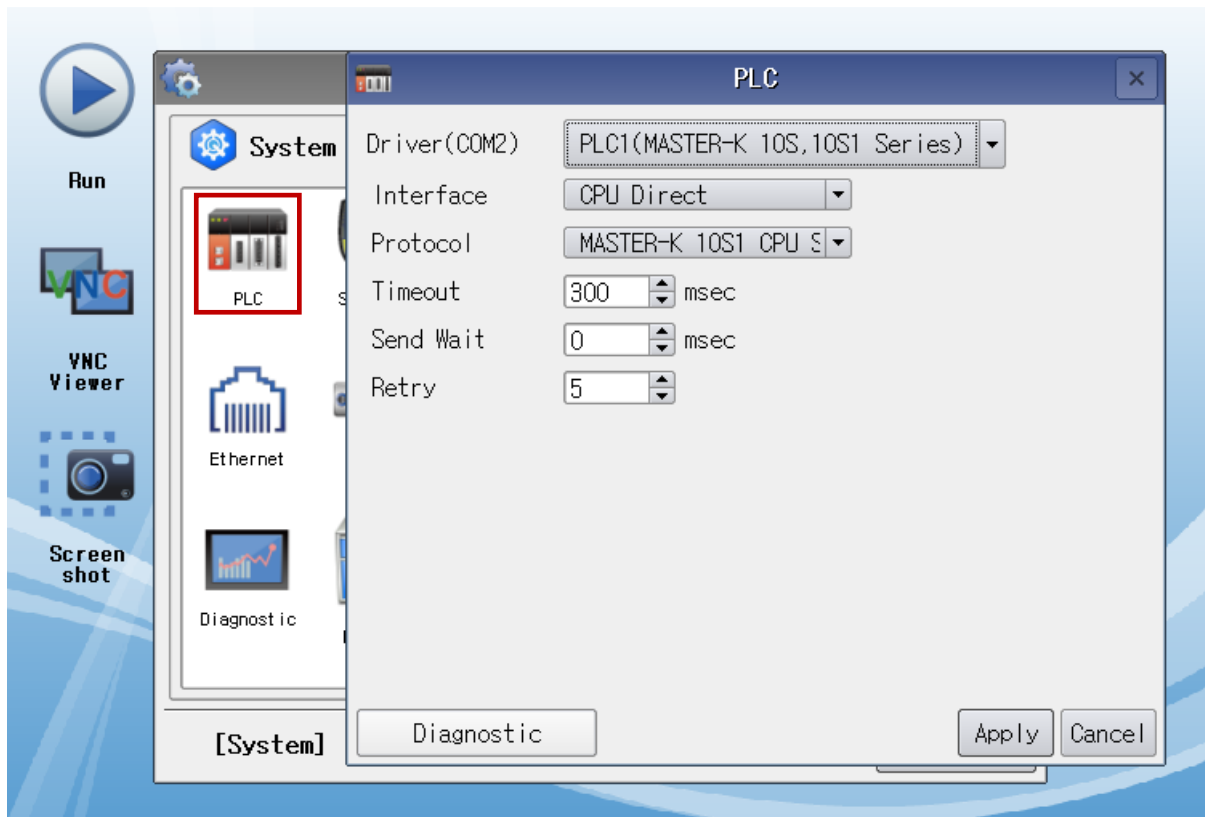 Run
VNC
VNC
Viewer
Screen
shot
System
PLC
S
Ethernet
Diagnostic
[System]
PLC
Driver(COM2) PLC1(MASTER-K 10S,10S1 Series)
Interface CPU Direct
Protocol MASTER-K 10S1 CPU S
Timeout 300 msec
Send Wait 0 msec
Retry 5
Diagnostic Apply Cancel